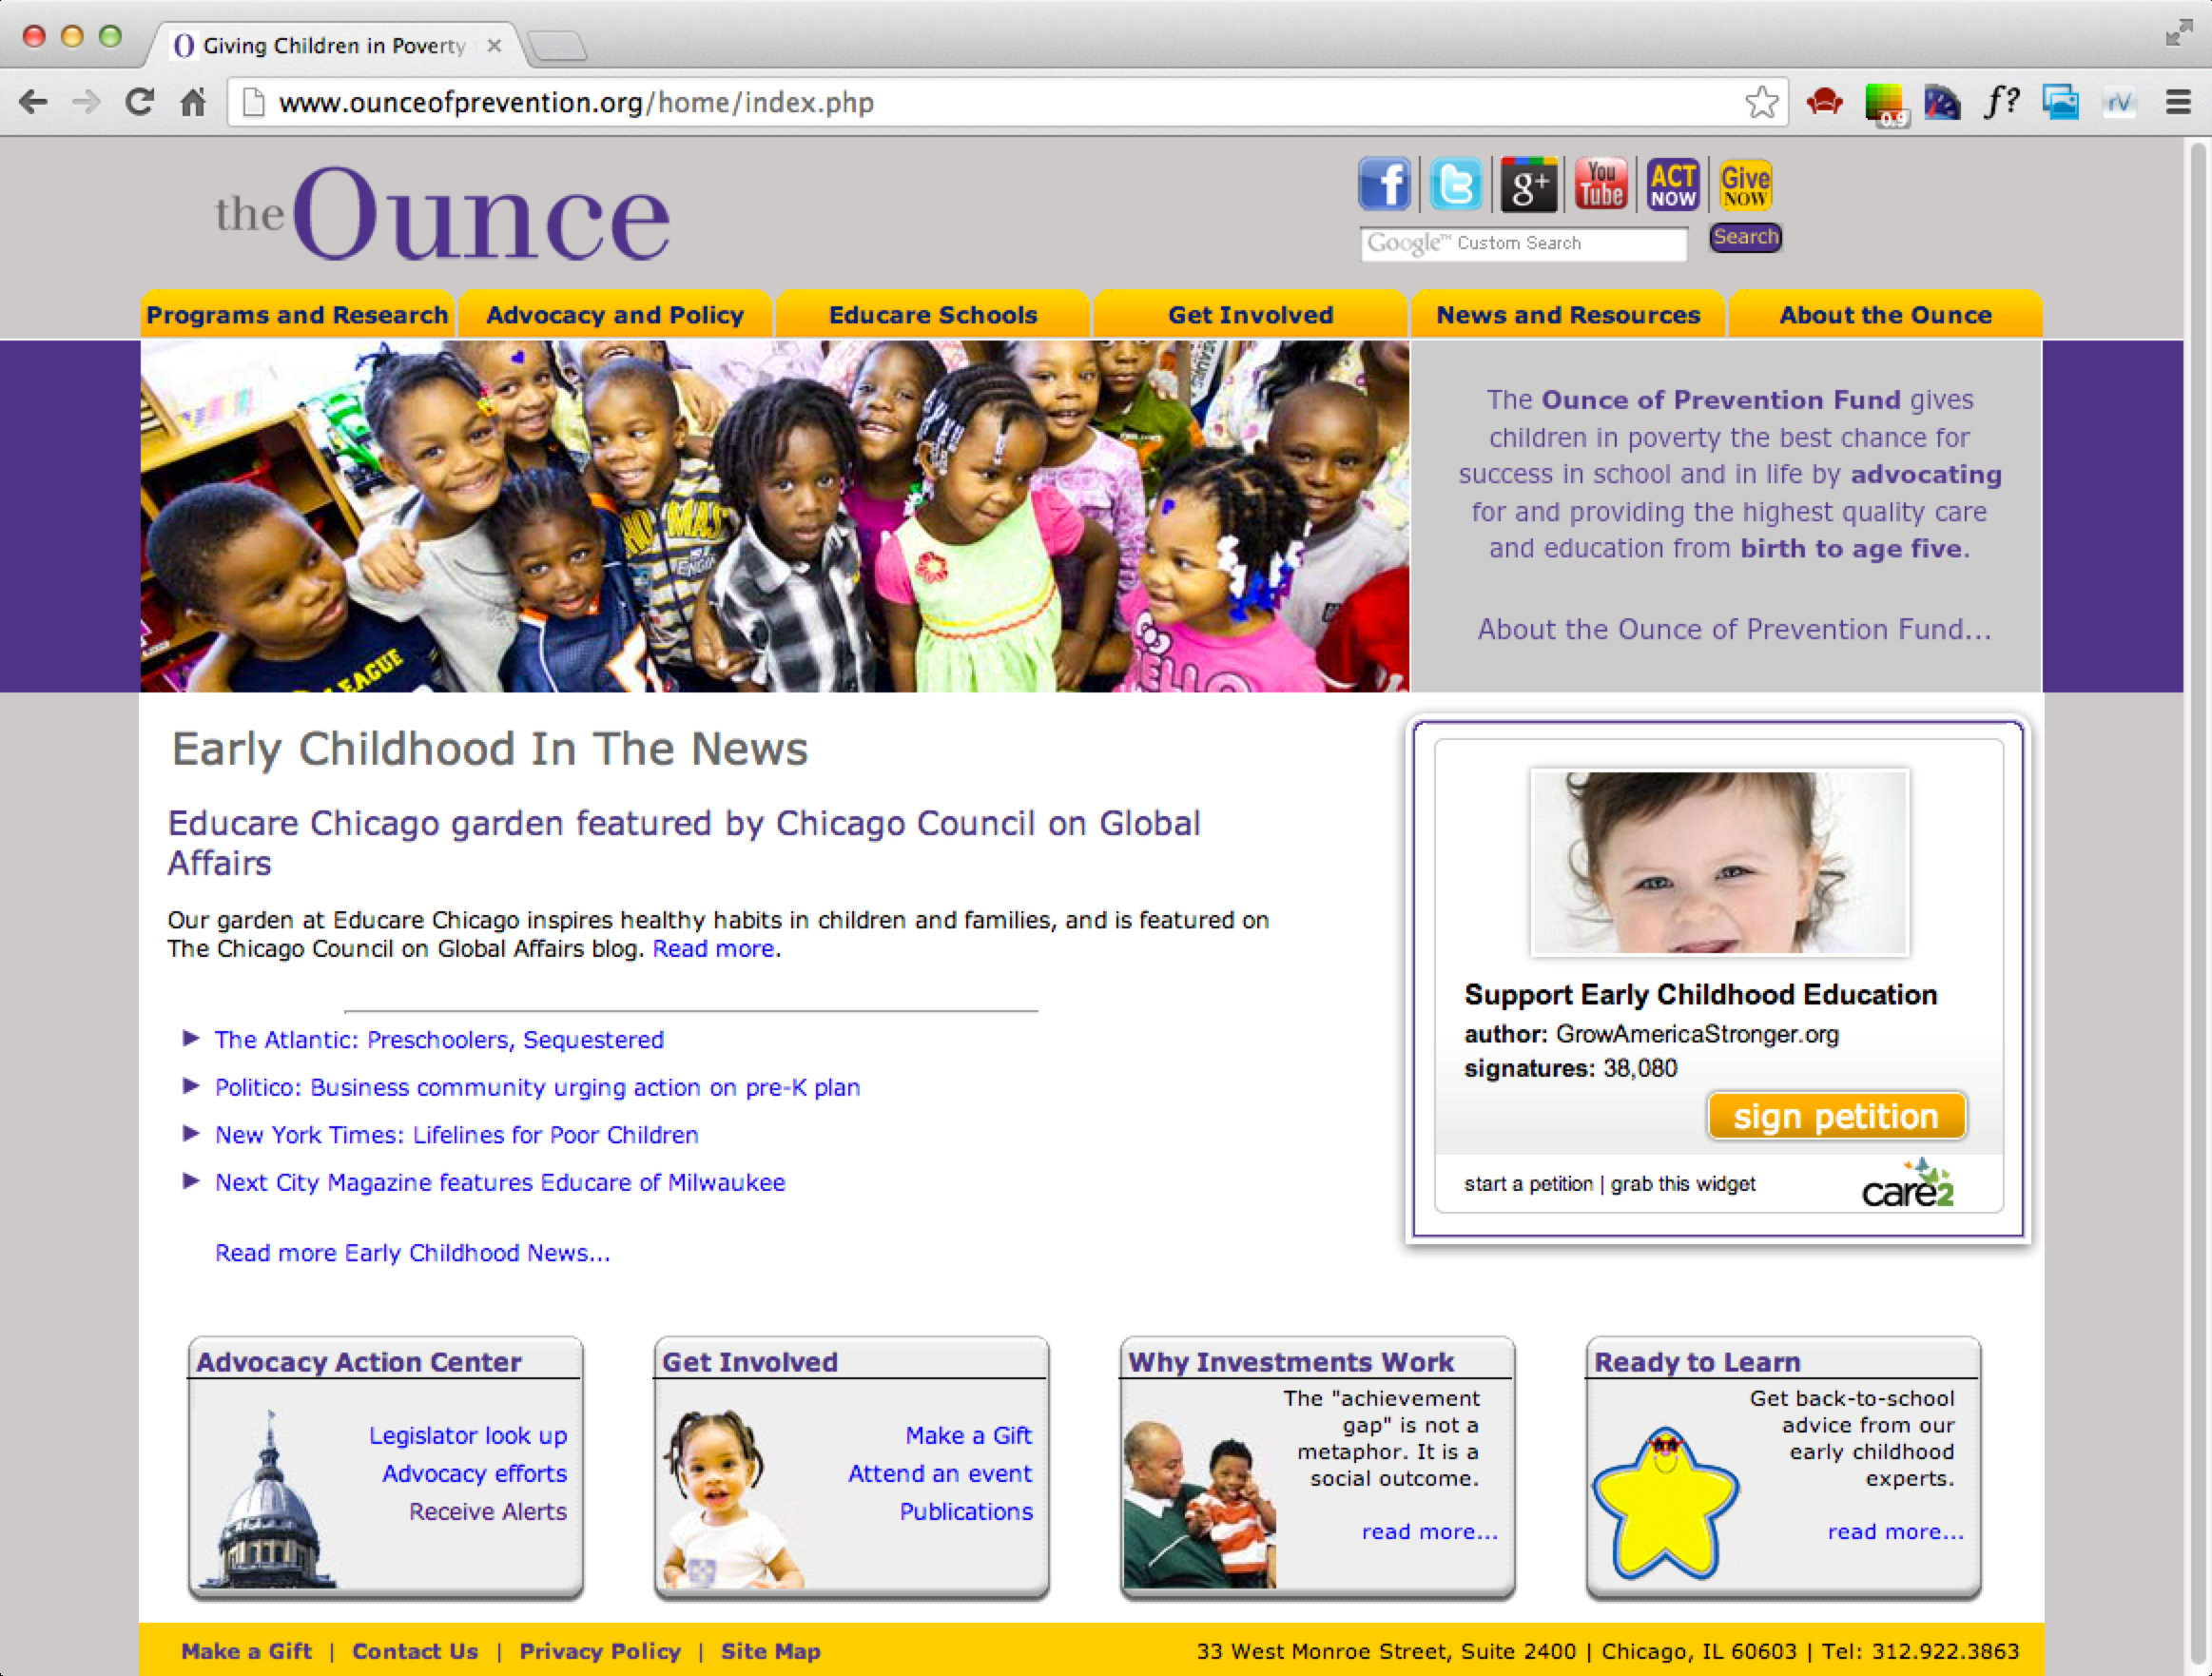 Giving Children in Poverty
www.ounceofprevention.org/home/index.php
0.9
f?
rV
the Ounce
f
g+
You Tube
ACT NOW
Give NOW
Google™ Custom Search
Search
Programs and Research
Advocacy and Policy
Educare Schools
Get Involved
News and Resources
About the Ounce
LEAGUE
ENGINE
HELLO
The Ounce of Prevention Fund gives
children in poverty the best chance for
success in school and in life by advocating
for and providing the highest quality care
and education from birth to age five.
About the Ounce of Prevention Fund...
Early Childhood In The News
Educare Chicago garden featured by Chicago Council on Global
Affairs
Our garden at Educare Chicago inspires healthy habits in children and families, and is featured on
The Chicago Council on Global Affairs blog. Read more.
The Atlantic: Preschoolers, Sequestered
Politico: Business community urging action on pre-K plan
New York Times: Lifelines for Poor Children
Next City Magazine features Educare of Milwaukee
Read more Early Childhood News...
Support Early Childhood Education
author: GrowAmericaStronger.org
signatures: 38,080
sign petition
start a petition | grab this widget
care2
Advocacy Action Center
Legislator look up
Advocacy efforts
Receive Alerts
Get Involved
Make a Gift
Attend an event
Publications
Why Investments Work
The "achievement
gap" is not a
metaphor. It is a
social outcome.
read more...
Ready to Learn
Get back-to-school
advice from our
early childhood
experts.
read more...
Make a Gift | Contact Us | Privacy Policy | Site Map
33 West Monroe Street, Suite 2400 | Chicago, IL 60603 | Tel: 312.922.3863